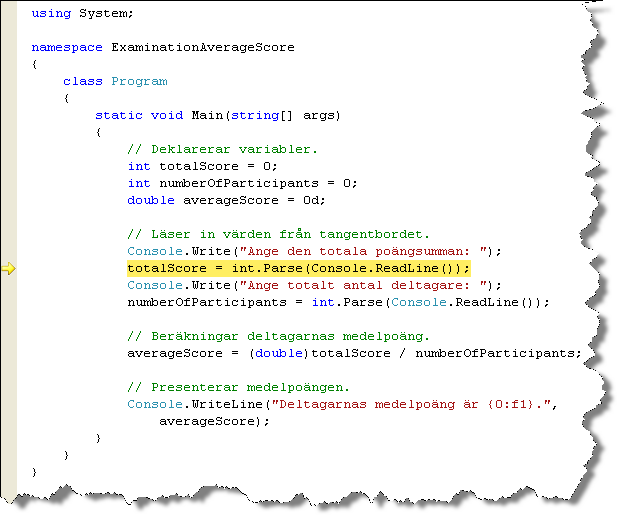 using System;
namespace ExaminationAverageScore
{
class Program
{
static void Main(string[] args)
{
// Deklarerar variabler.
int totalScore = 0;
int numberOfParticipants = 0;
double averageScore = 0d;
// Läser in värden från tangentbordet.
Console.Write("Ange den totala poängsumman: ");
totalScore = int.Parse(Console.ReadLine());
Console.Write("Ange totalt antal deltagare: ");
numberOfParticipants = int.Parse(Console.ReadLine());
// Beräkningar deltagarnas medelpoäng.
averageScore = (double)totalScore / numberOfParticipants;
// Presenterar medelpoängen.
Console.WriteLine("Deltagarnas medelpoäng är {0:f1}.",
averageScore);
}
}
}